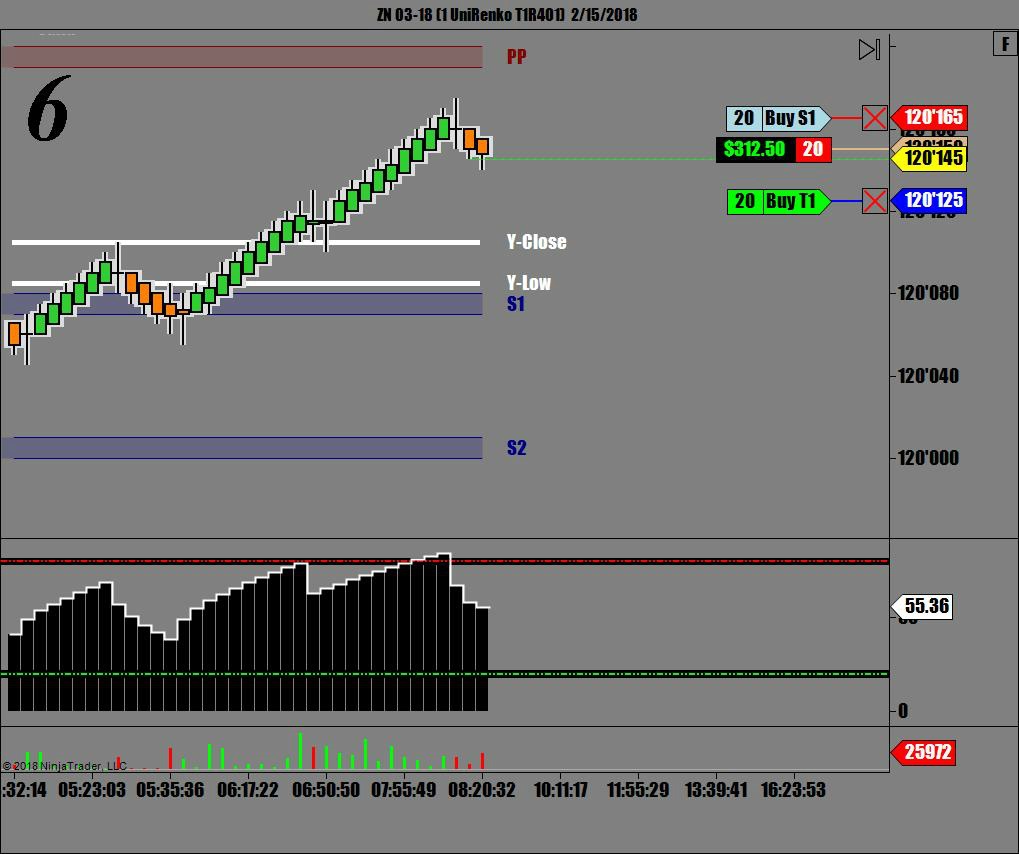 ZN 03-18 (1 UniRenko T1R401) 2/15/2018
F
PP
6
20 Buy S1
120'165
$312.50 20
120'145
20 Buy T1
120'125
Y-Close
Y-Low
S1
120'080
120'040
S2
120'000
55.36
0
25972
© 2018 NinjaTrader, LLC
:32:14 05:23:03 05:35:36 06:17:22 06:50:50 07:55:49 08:20:32 10:11:17 11:55:29 13:39:41 16:23:53